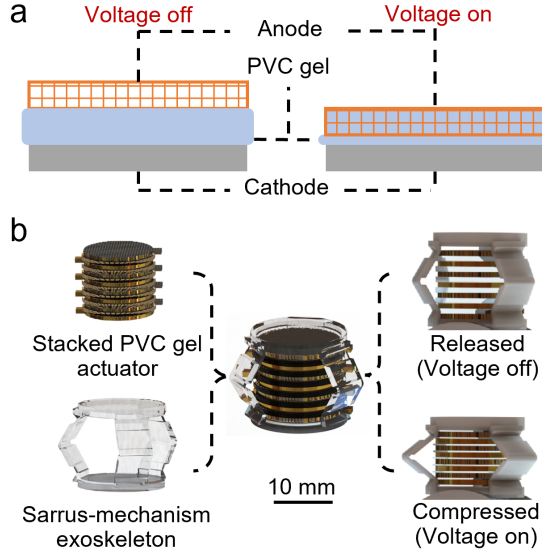 a
Voltage off
Voltage on
Anode
PVC gel
Cathode
b
Stacked PVC gel
actuator
Released
(Voltage off)
Sarrus-mechanism
exoskeleton
10 mm
Compressed
(Voltage on)